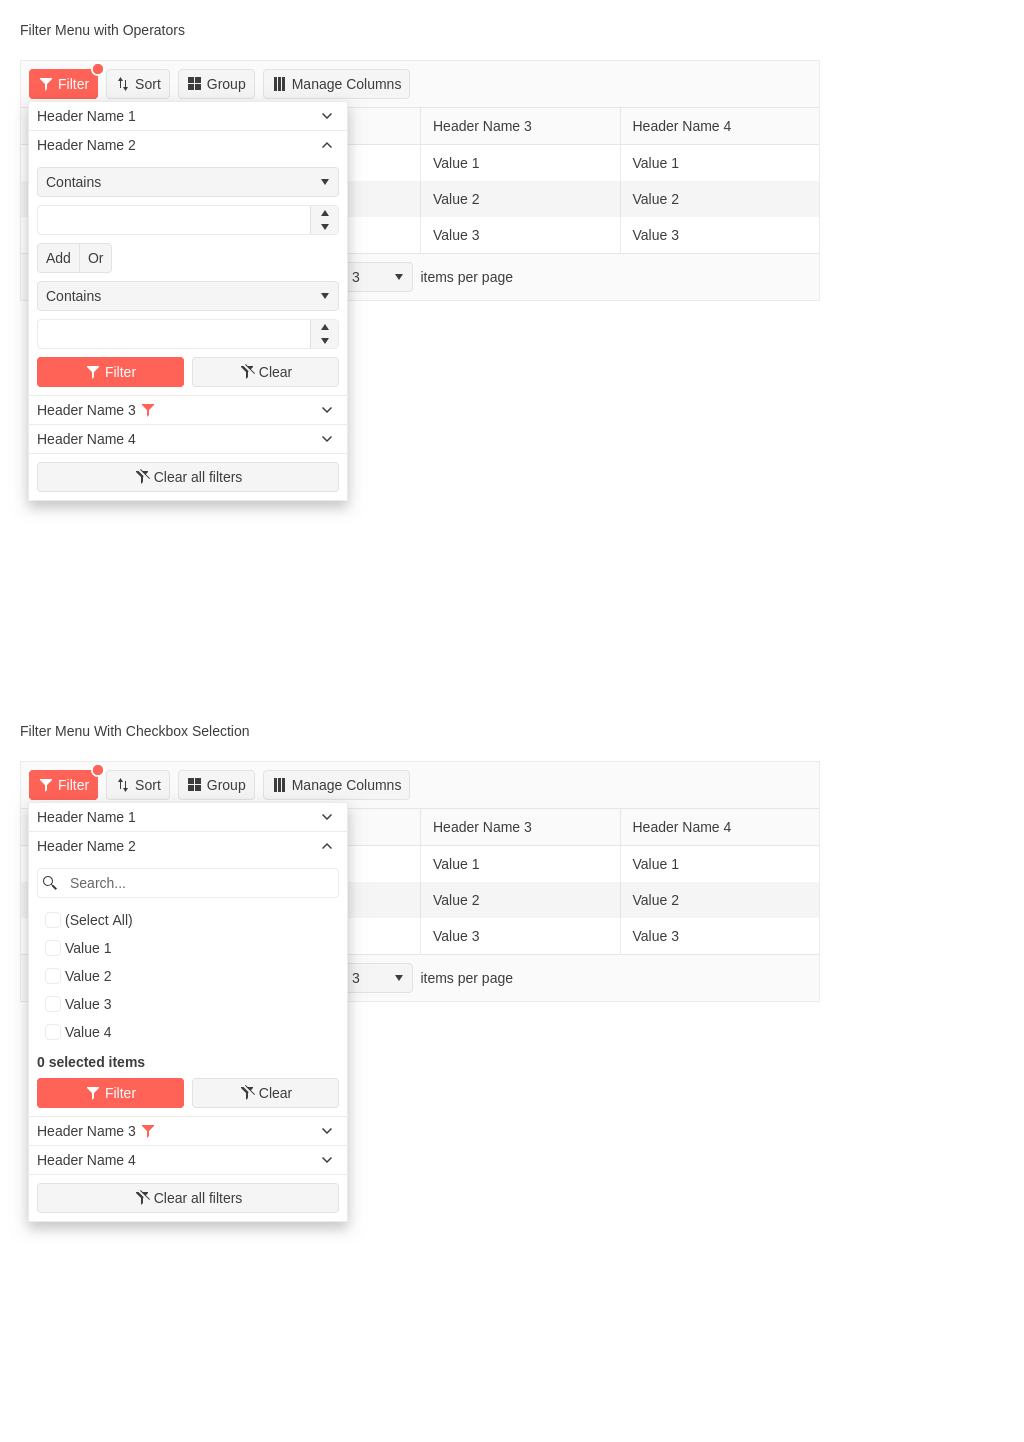 Filter Menu with Operators
Filter Sort Group Manage Columns
Header Name 1
Header Name 3 Header Name 4
Header Name 2
Value 1 Value 1
Contains
Value 2 Value 2
Value 3 Value 3
Add Or
3 items per page
Contains
Filter Clear
Header Name 3
Header Name 4
Clear all filters
Filter Menu With Checkbox Selection
Filter Sort Group Manage Columns
Header Name 1
Header Name 3 Header Name 4
Header Name 2
Value 1 Value 1
Search...
Value 2 Value 2
(Select All)
Value 3 Value 3
Value 1
Value 2
3 items per page
Value 3
Value 4
0 selected items
Filter Clear
Header Name 3
Header Name 4
Clear all filters